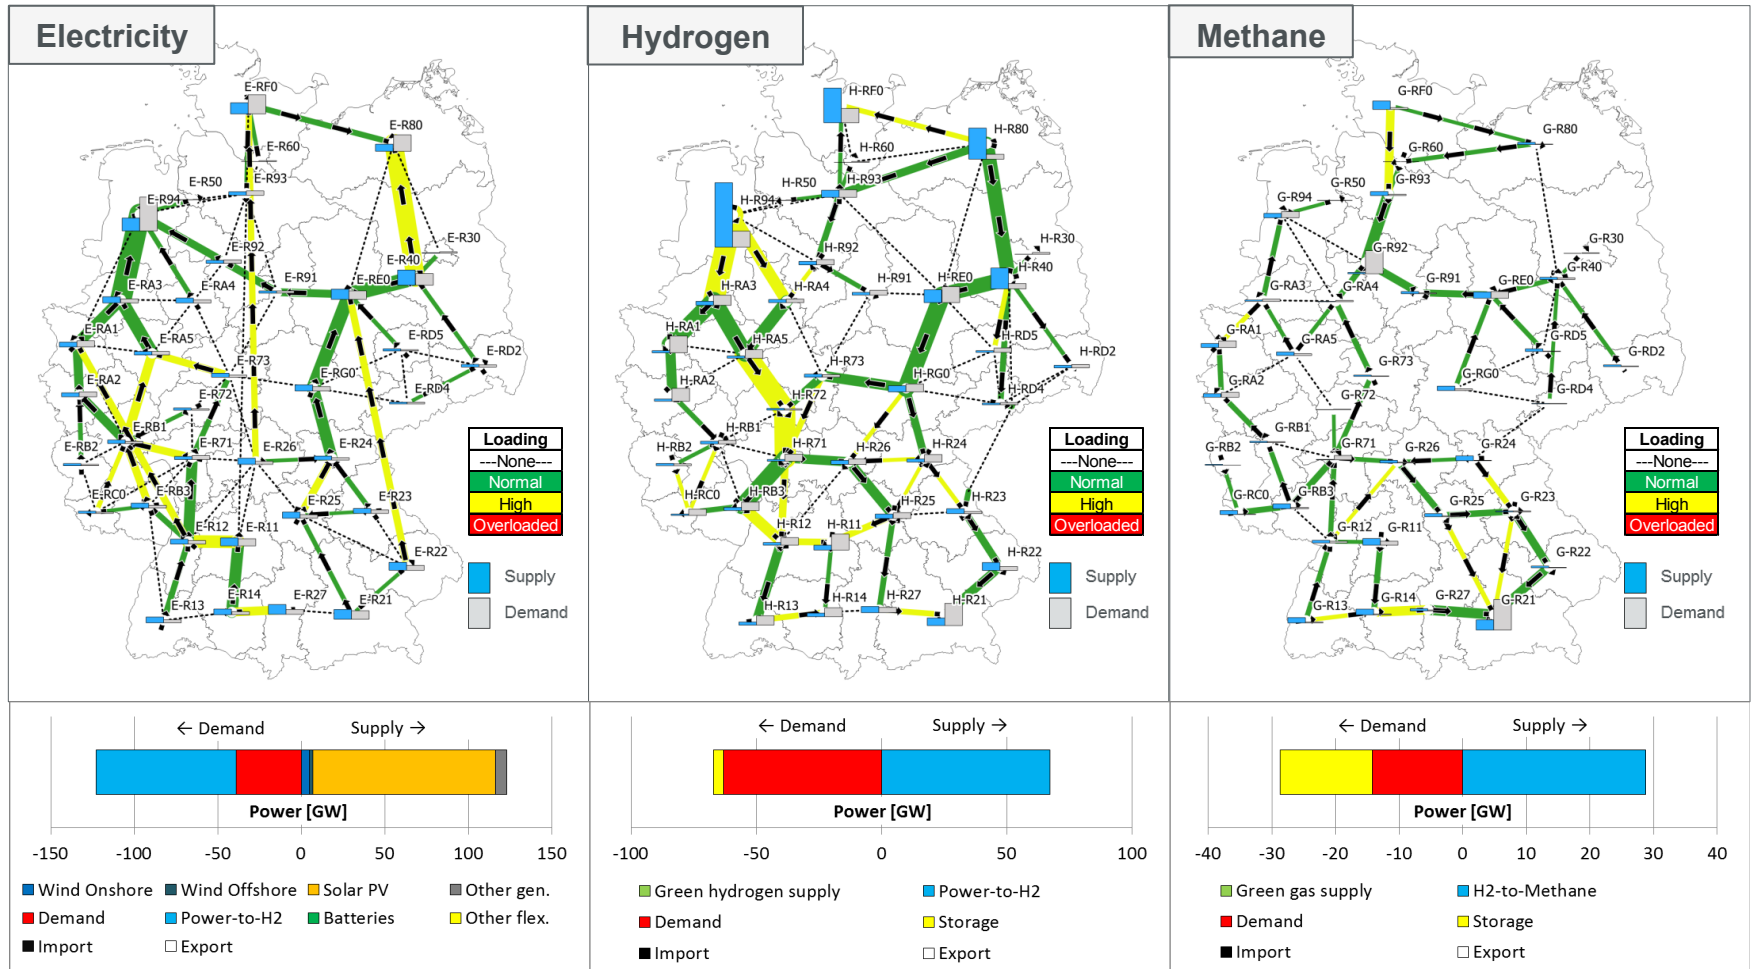 Electricity
E-RF0
E-R80
E-R60
E-R93
E-R50
E-R94
E-R30
E-R92
E-R40
E-R91
E-RE0
E-RA3
E-RA4
E-RA1
E-RA5
E-RD5
E-R73
E-RD2
E-RG0
E-RA2
E-RD4
E-R72
E-RB1
E-R71
E-R26
E-R24
E-RB2
E-RC0
E-RB3
E-R25
E-R23
E-R12
E-R11
E-R22
E-R13
E-R14
E-R27
E-R21
Loading
---None---
Normal
High
Overloaded
Supply
Demand
Hydrogen
H-RF0
H-R80
H-R60
H-R93
H-R50
H-R94
H-R30
H-R92
H-R40
H-R91
H-RE0
H-RA3
H-RA4
H-RA1
H-RA5
H-RD5
H-R73
H-RD2
H-RG0
H-RA2
H-RD4
H-R72
H-RB1
H-R71
H-R26
H-R24
H-RB2
H-RC0
H-RB3
H-R25
H-R23
H-R12
H-R11
H-R22
H-R13
H-R14
H-R27
H-R21
Loading
---None---
Normal
High
Overloaded
Supply
Demand
Methane
G-RF0
G-R80
G-R60
G-R93
G-R50
G-R94
G-R30
G-R92
G-R40
G-R91
G-RE0
G-RA3
G-RA4
G-RA1
G-RA5
G-RD5
G-R73
G-RD2
G-RG0
G-RA2
G-RD4
G-R72
G-RB1
G-R71
G-R26
G-R24
G-RB2
G-RC0
G-RB3
G-R25
G-R23
G-R12
G-R11
G-R22
G-R13
G-R14
G-R27
G-R21
Loading
---None---
Normal
High
Overloaded
Supply
Demand
← Demand Supply →
Power [GW]
-150 -100 -50 0 50 100 150
Wind Onshore Wind Offshore Solar PV Other gen.
Demand Power-to-H2 Batteries Other flex.
Import Export
← Demand Supply →
Power [GW]
-100 -50 0 50 100
Green hydrogen supply Power-to-H2
Demand Storage
Import Export
← Demand Supply →
Power [GW]
-40 -30 -20 -10 0 10 20 30 40
Green gas supply H2-to-Methane
Demand Storage
Import Export